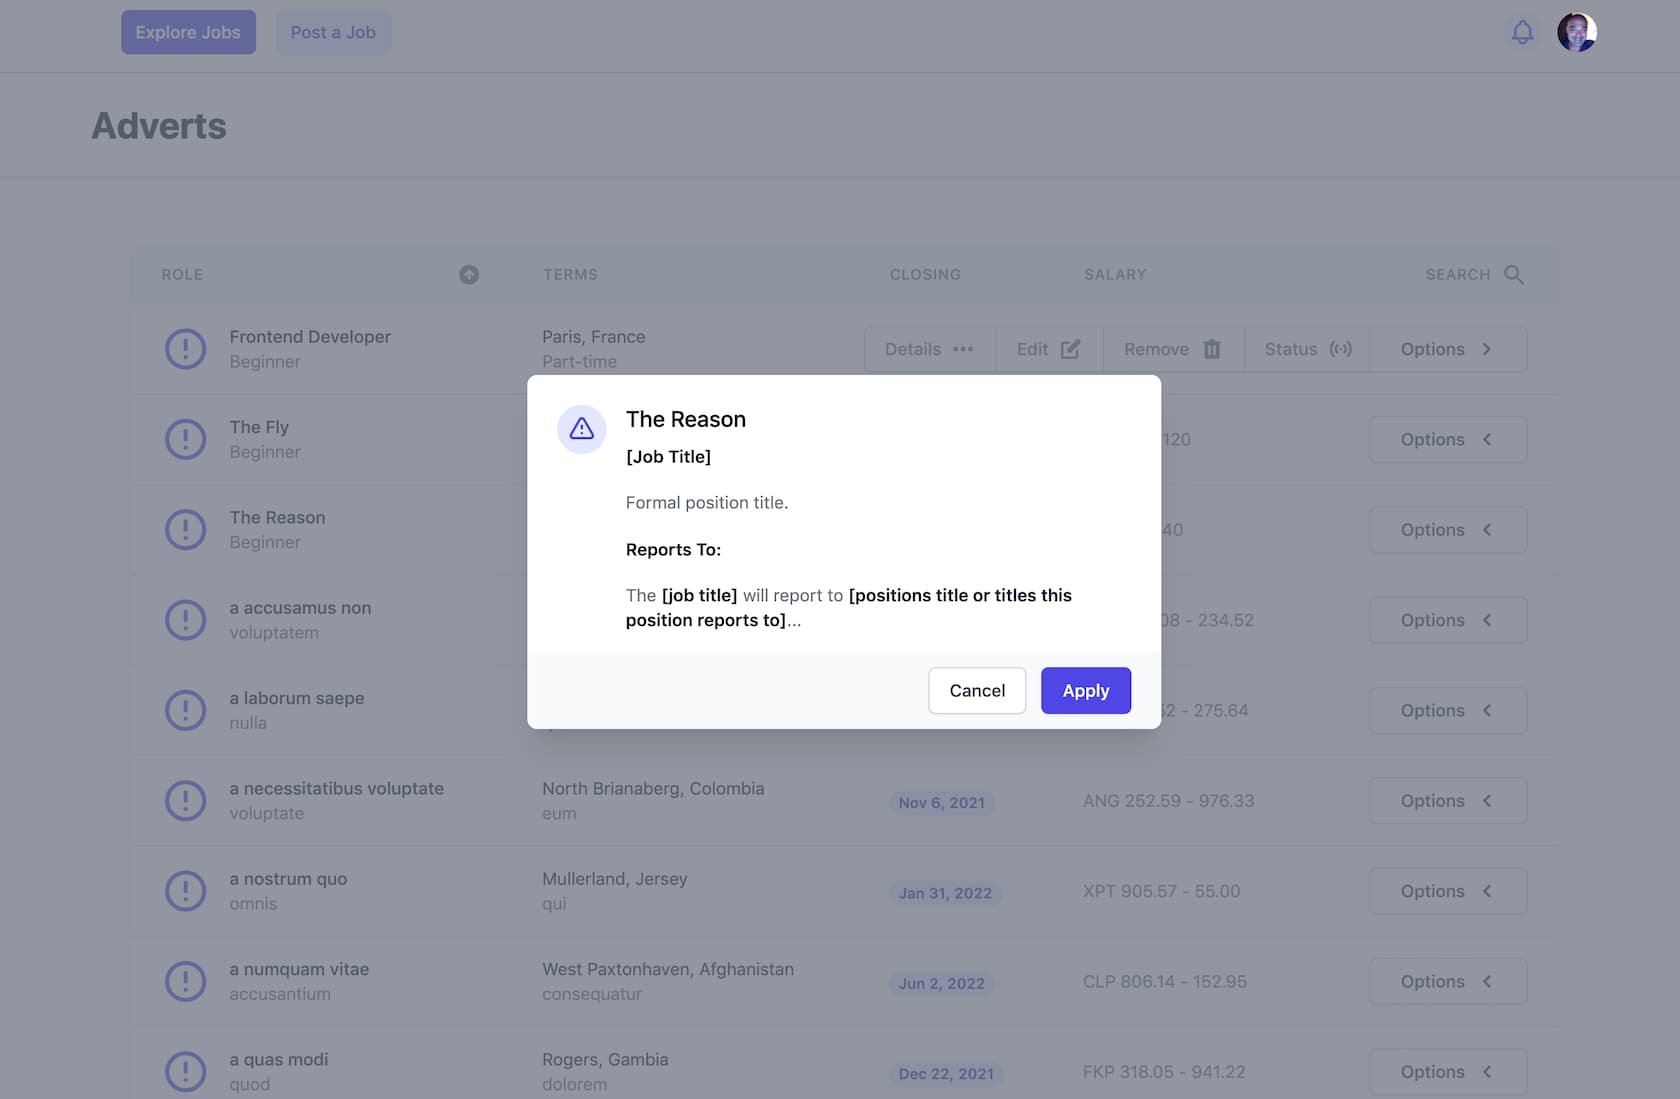 Explore Jobs
Post a Job
Adverts
ROLE
TERMS
CLOSING
SALARY
SEARCH
Frontend Developer
Beginner
Paris, France
Part-time
Details
Edit
Remove
Status
Options
The Fly
Beginner
120
Options
The Reason
Beginner
40
Options
a accusamus non
voluptatem
08 - 234.52
Options
a laborum saepe
nulla
52 - 275.64
Options
The Reason
[Job Title]
Formal position title.
Reports To:
The [job title] will report to [positions title or titles this
position reports to]...
Cancel
Apply
a necessitatibus voluptate
voluptate
North Brianaberg, Colombia
eum
Nov 6, 2021
ANG 252.59 - 976.33
Options
a nostrum quo
omnis
Mullerland, Jersey
qui
Jan 31, 2022
XPT 905.57 - 55.00
Options
a numquam vitae
accusantium
West Paxtonhaven, Afghanistan
consequatur
Jun 2, 2022
CLP 806.14 - 152.95
Options
a quas modi
quod
Rogers, Gambia
dolorem
Dec 22, 2021
FKP 318.05 - 941.22
Options